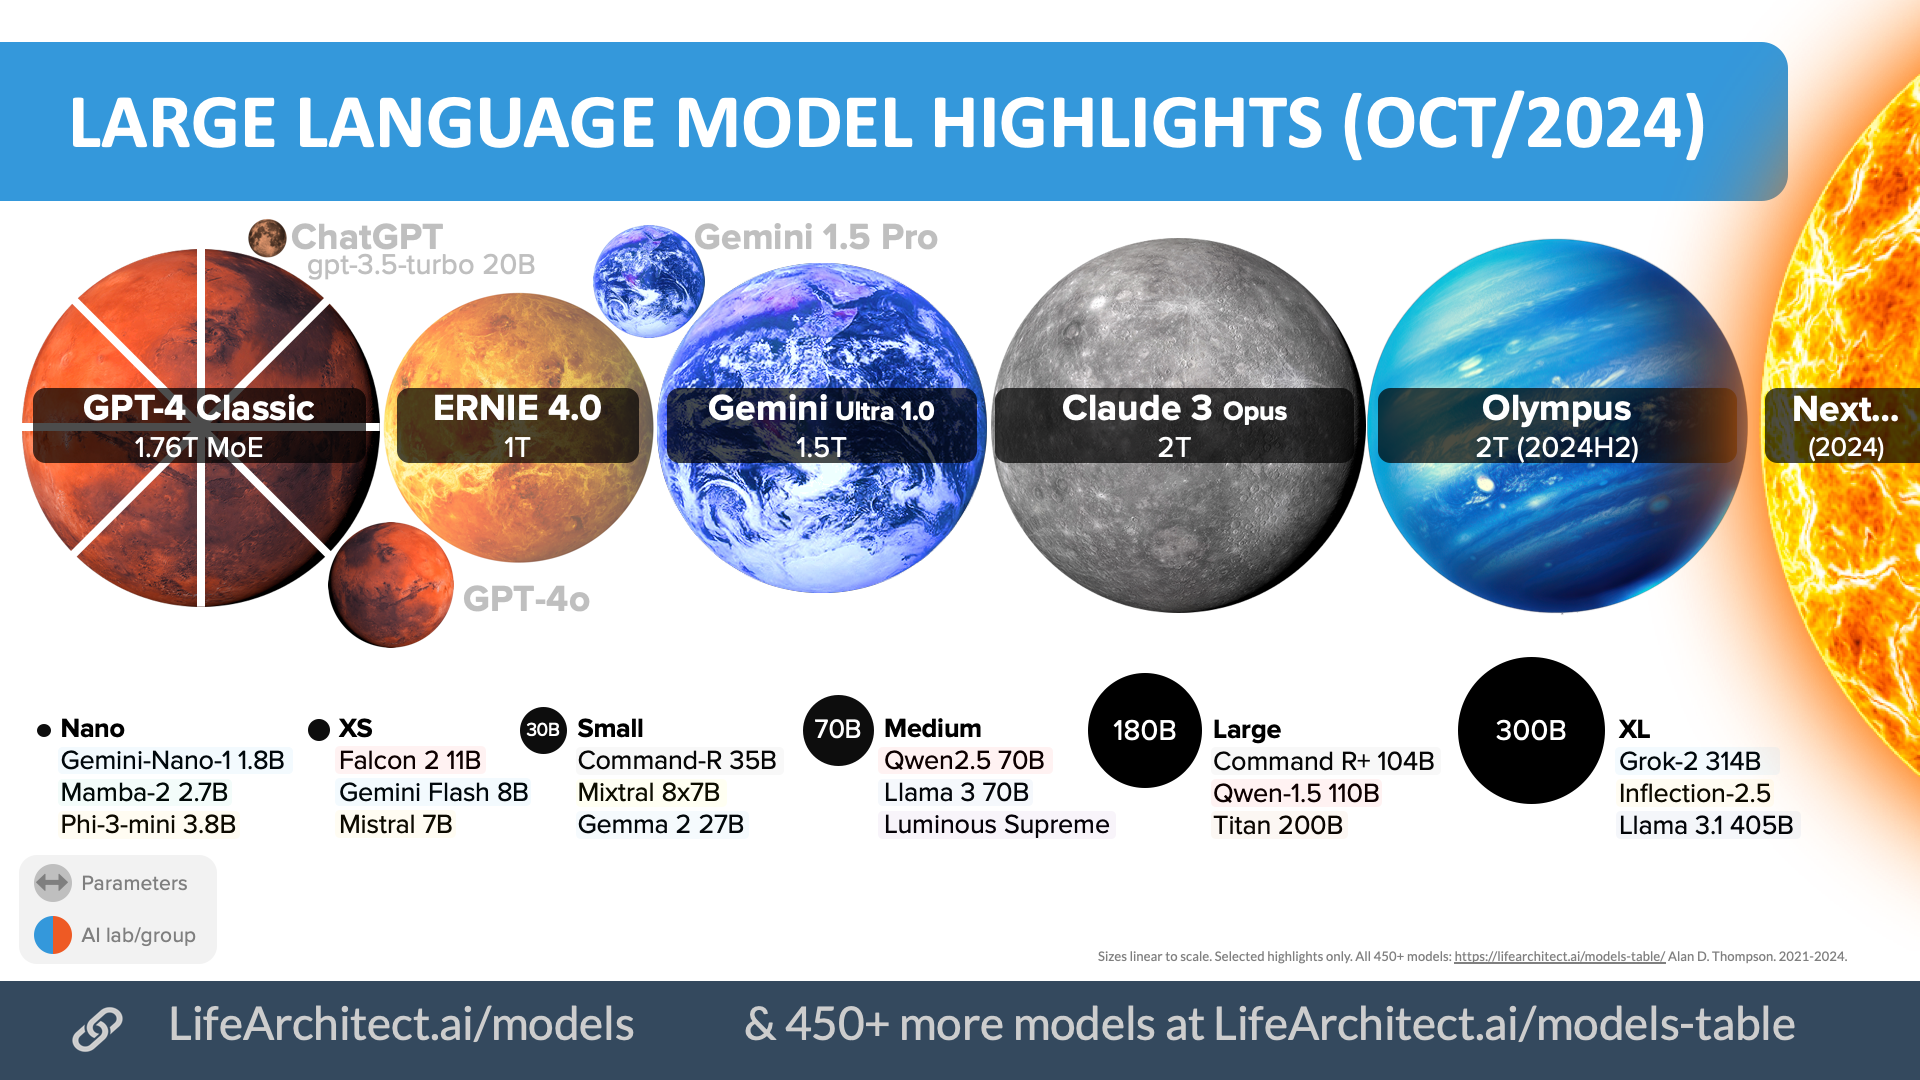 LARGE LANGUAGE MODEL HIGHLIGHTS (OCT/2024)
ChatGPT
gpt-3.5-turbo 20B
Gemini 1.5 Pro
GPT-4 Classic
1.76T MoE
ERNIE 4.0
1T
Gemini Ultra 1.0
1.5T
Claude 3 Opus
2T
Olympus
2T (2024H2)
Next...
(2024)
GPT-4o
Nano
Gemini-Nano-1 1.8B
Mamba-2 2.7B
Phi-3-mini 3.8B
XS
Falcon 2 11B
Gemini Flash 8B
Mistral 7B
30B
Small
Command-R 35B
Mixtral 8x7B
Gemma 2 27B
70B
Medium
Qwen2.5 70B
Llama 3 70B
Luminous Supreme
180B
Large
Command R+ 104B
Qwen-1.5 110B
Titan 200B
300B
XL
Grok-2 314B
Inflection-2.5
Llama 3.1 405B
Parameters
AI lab/group
Sizes linear to scale. Selected highlights only. All 450+ models: https://lifearchitect.ai/models-table/ Alan D. Thompson. 2021-2024.
LifeArchitect.ai/models
& 450+ more models at LifeArchitect.ai/models-table